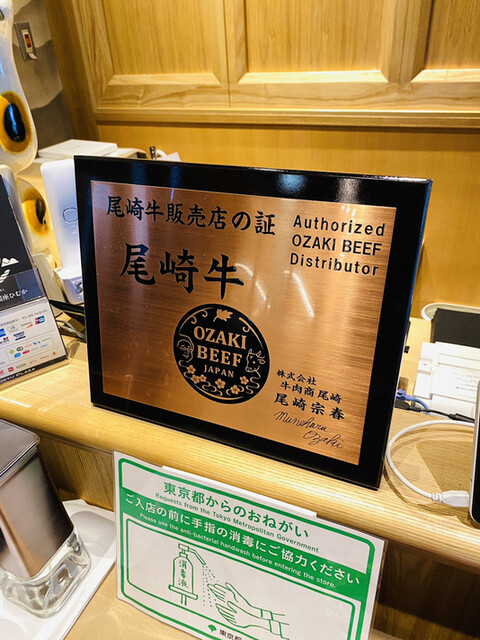 尾崎牛販売店の証
Authorized
OZAKI BEEF
Distributor
尾崎牛
OZAKI
BEEF
JAPAN
株式会社
牛肉商 尾崎
尾崎宗春
Muneharu
Ozaki
東京都からのおねがい
Requests from the Tokyo Metropolitan Government
ご入店の前に手指の消毒にご協力ください
Please use the anti-bacterial handwash before entering the store.
消毒液
東京都